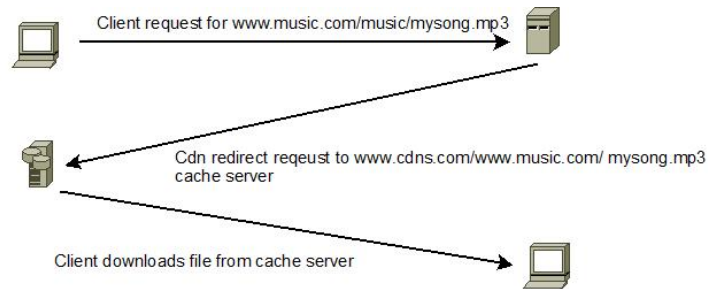 Client request for www.music.com/music/mysong.mp3
Cdn redirect reqeust to www.cdns.com/www.music.com/ mysong.mp3
cache server
Client downloads file from cache server